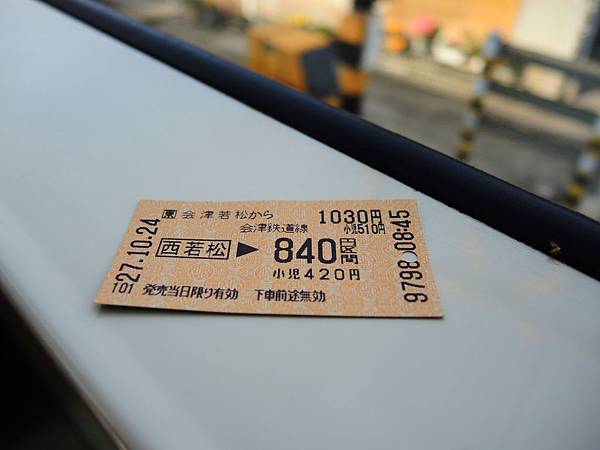 東 会津若松から 1030円
会津鉄道線 小児510円
西若松 ▶ 840円区間
小児420円
27.10.24
101 発売当日限り有効 下車前途無効
9798 08:45